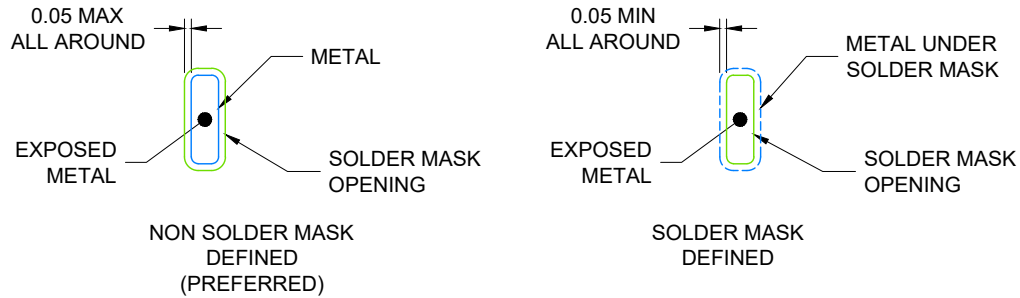 0.05 MAX
ALL AROUND
METAL
EXPOSED
METAL
SOLDER MASK
OPENING
NON SOLDER MASK
DEFINED
(PREFERRED)
0.05 MIN
ALL AROUND
METAL UNDER
SOLDER MASK
EXPOSED
METAL
SOLDER MASK
OPENING
SOLDER MASK
DEFINED